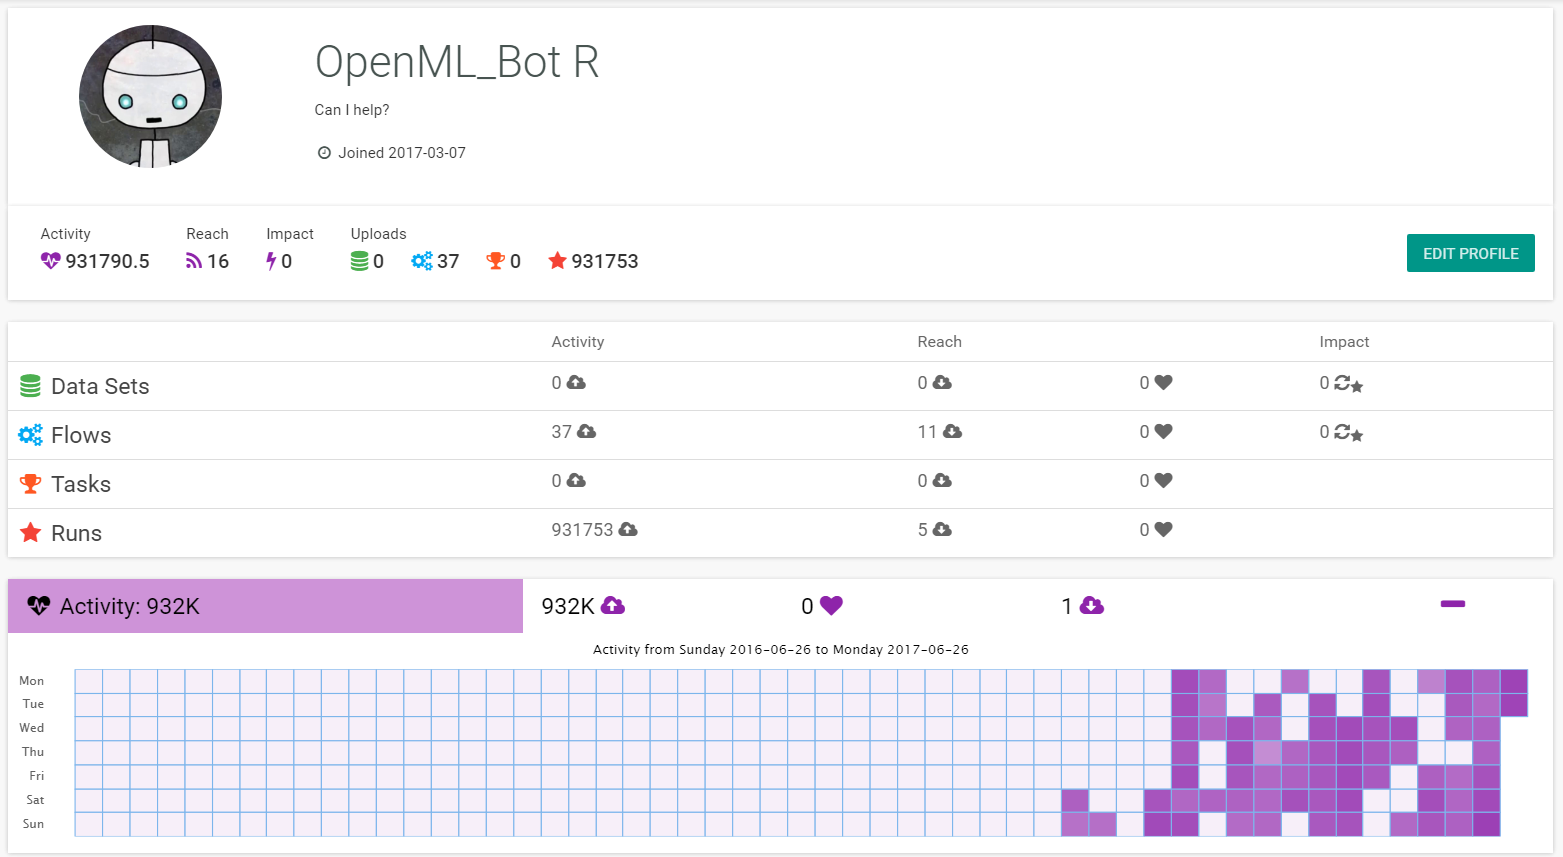 OpenML_Bot R
Can I help?
Joined 2017-03-07
Activity Reach Impact Uploads
931790.5 16 0 0 37 0 931753
EDIT PROFILE
Activity Reach Impact
Data Sets 0 0 0 0
Flows 37 11 0 0
Tasks 0 0 0
Runs 931753 5 0
Activity: 932K 932K 0 1
Activity from Sunday 2016-06-26 to Monday 2017-06-26
Mon
Tue
Wed
Thu
Fri
Sat
Sun